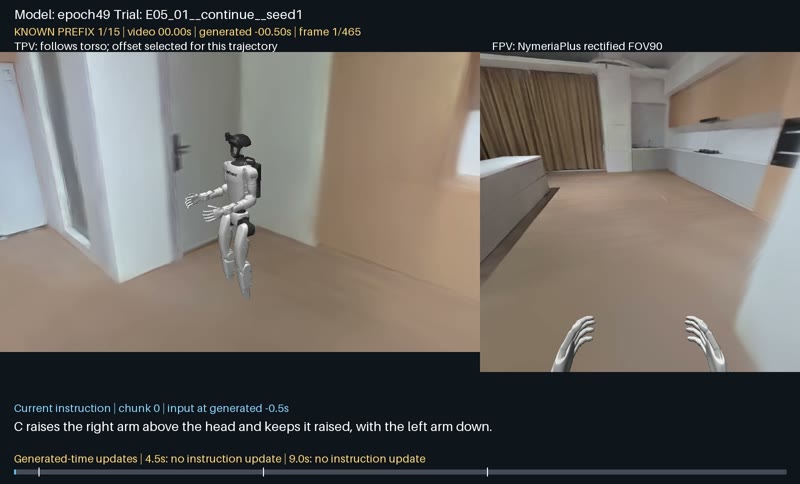 Model: epoch49 Trial: E05_01__continue__seed1
KNOWN PREFIX 1/15 | video 00.00s | generated -00.50s | frame 1/465
TPV: follows torso; offset selected for this trajectory
FPV: NymeriaPlus rectified FOV90
Current instruction | chunk 0 | input at generated -0.5s
C raises the right arm above the head and keeps it raised, with the left arm down.
Generated-time updates | 4.5s: no instruction update | 9.0s: no instruction update